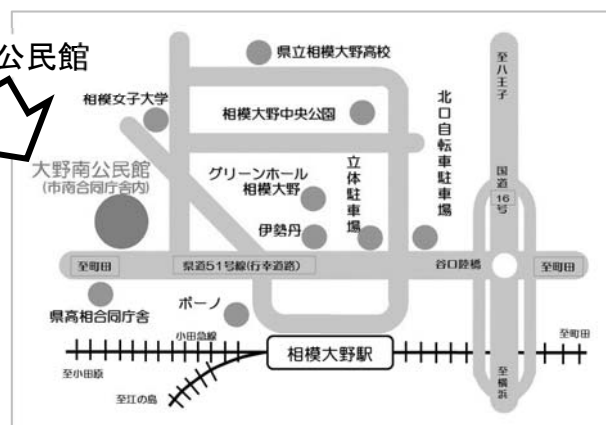 公民館
県立相模大野高校
相模女子大学
相模大野中央公園
北口自転車駐車場
至八王子
国道
16
号
大野南公民館
(市南合同庁舎内)
グリーンホール
相模大野
立体駐車場
伊勢丹
至町田
県道51号線(行幸道路)
谷口陸橋
至町田
県高相合同庁舎
ボーノ
小田急線
相模大野駅
至町田
至小田原
至江の島
至横浜